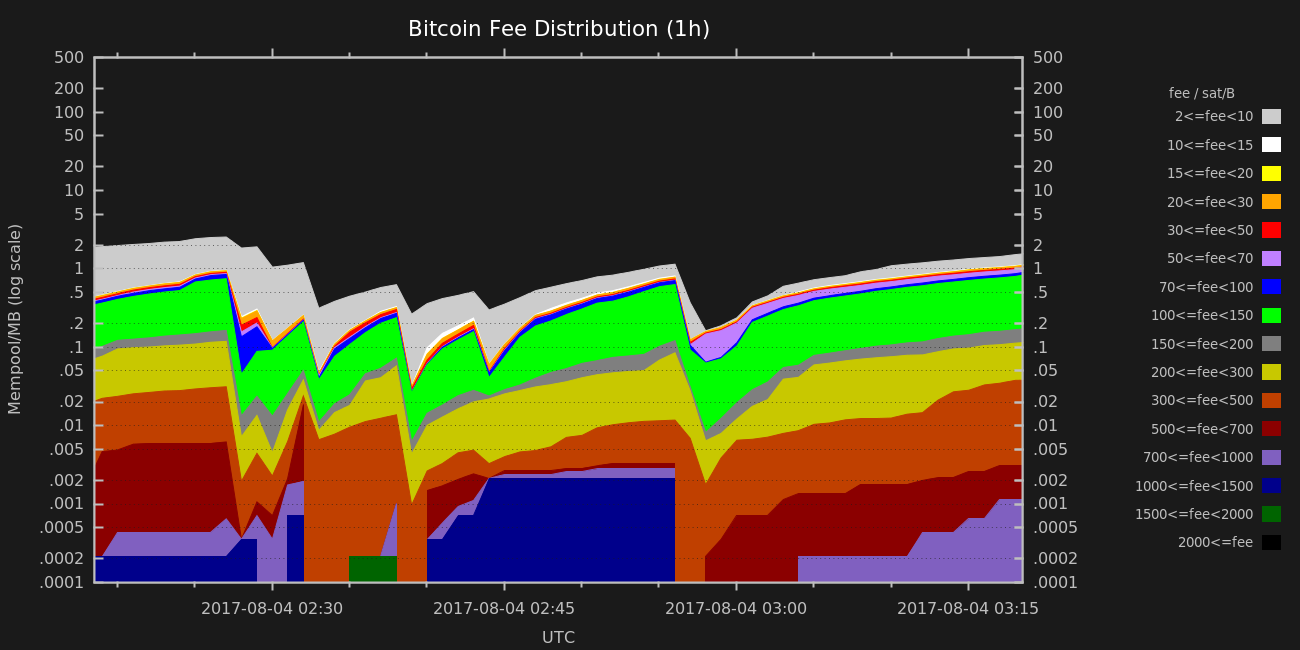 Bitcoin Fee Distribution (1h)
Mempool/MB (log scale)
500
200
100
50
20
10
5
2
1
.5
.2
.1
.05
.02
.01
.005
.002
.001
.0005
.0002
.0001
500
200
100
50
20
10
5
2
1
.5
.2
.1
.05
.02
.01
.005
.002
.001
.0005
.0002
.0001
fee / sat/B
2<=fee<10
10<=fee<15
15<=fee<20
20<=fee<30
30<=fee<50
50<=fee<70
70<=fee<100
100<=fee<150
150<=fee<200
200<=fee<300
300<=fee<500
500<=fee<700
700<=fee<1000
1000<=fee<1500
1500<=fee<2000
2000<=fee
2017-08-04 02:30 2017-08-04 02:45 2017-08-04 03:00 2017-08-04 03:15
UTC